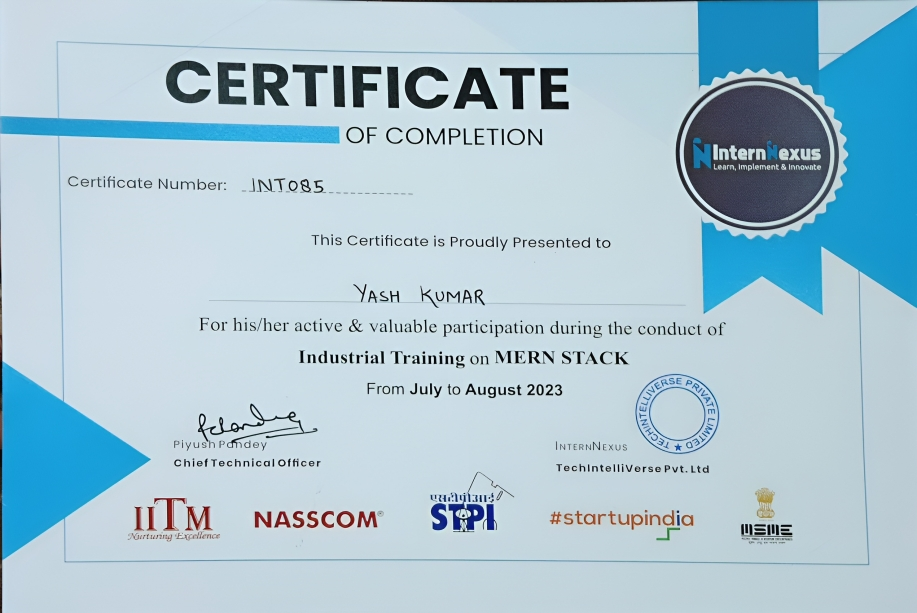 CERTIFICATE
OF COMPLETION
InternNexus
Learn, Implement & Innovate
Certificate Number: INT085
This Certificate is Proudly Presented to
YASH KUMAR
For his/her active & valuable participation during the conduct of
Industrial Training on MERN STACK
From July to August 2023
TECHINTELLIVERSE PRIVATE LIMITED
Piyush Pandey
Chief Technical Officer
INTERNNEXUS
TechIntelliVerse Pvt. Ltd
IITM
Nurturing Excellence
NASSCOM®
एसटीपीआई
STPI
#startupindia
MSME